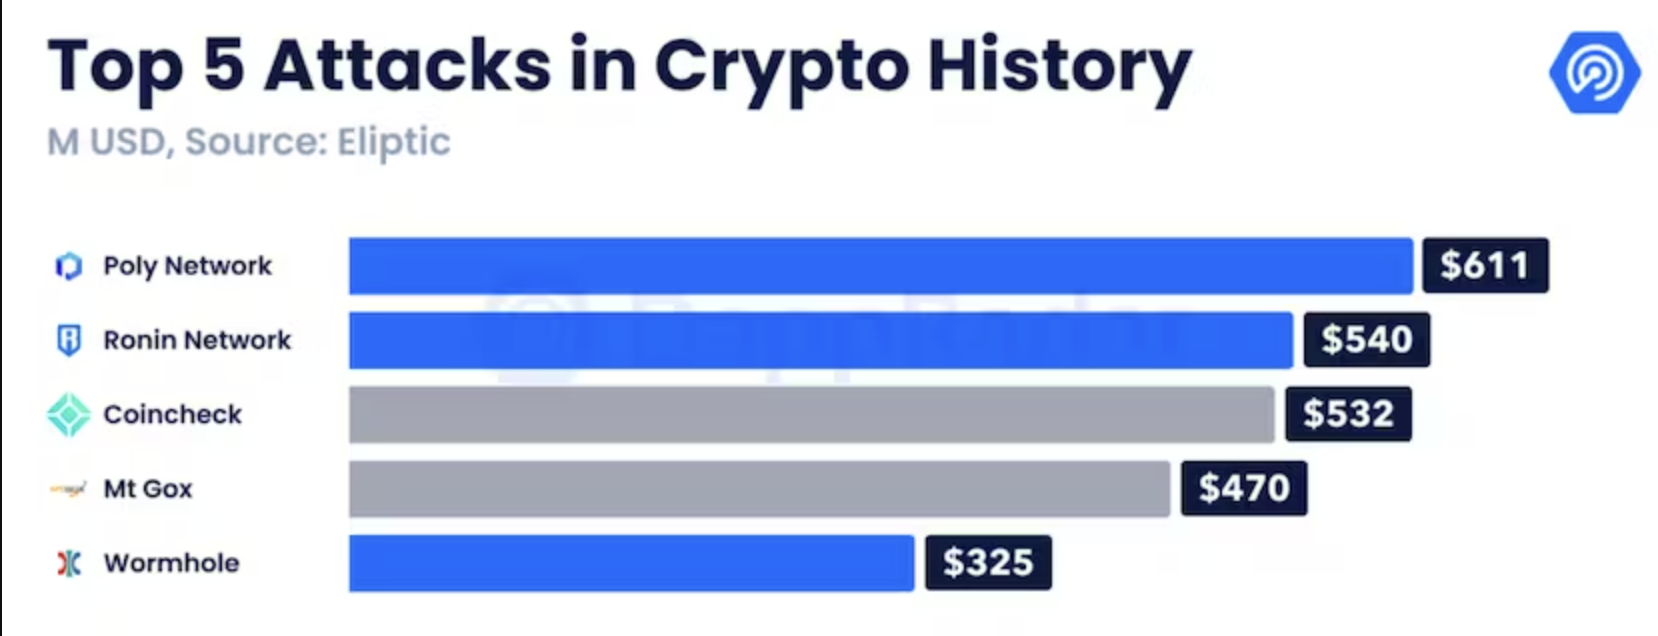 Top 5 Attacks in Crypto History
M USD, Source: Eliptic
Poly Network $611
Ronin Network $540
Coincheck $532
Mt Gox $470
Wormhole $325